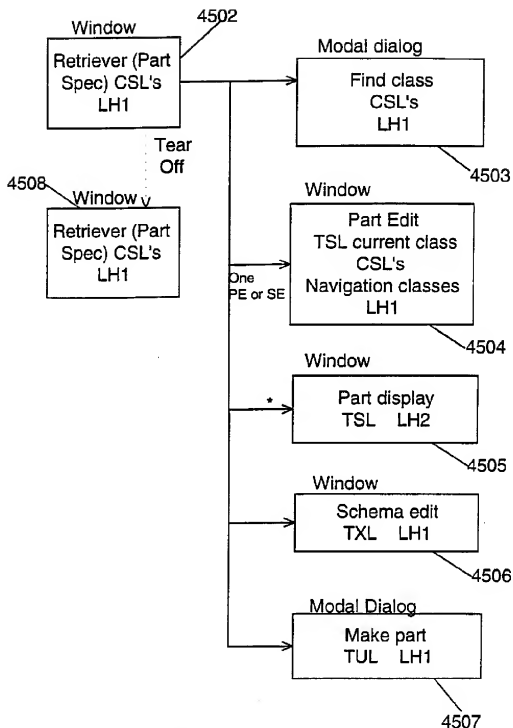 Window
4502
Retriever (Part
Spec) CSL's
LH1
Tear
Off
4508
Window
Retriever (Part
Spec) CSL's
LH1
Modal dialog
Find class
CSL's
LH1
4503
Window
Part Edit
TSL current class
CSL's
Navigation classes
LH1
One
PE or SE
4504
Window
*
Part display
TSL LH2
4505
Window
Schema edit
TXL LH1
4506
Modal Dialog
Make part
TUL LH1
4507